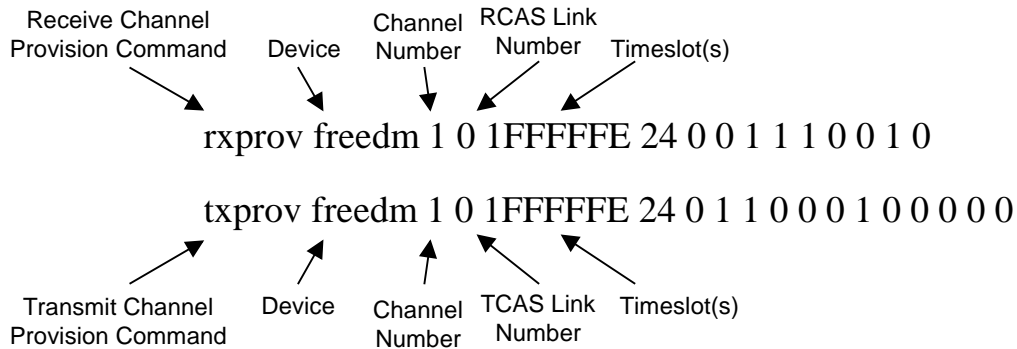 Receive Channel
Provision Command
Device
Channel
Number
RCAS Link
Number
Timeslot(s)
rxprov freedm 1 0 1FFFFFE 24 0 0 1 1 1 0 0 1 0
txprov freedm 1 0 1FFFFFE 24 0 1 1 0 0 0 1 0 0 0 0 0
Transmit Channel
Provision Command
Device
Channel
Number
TCAS Link
Number
Timeslot(s)